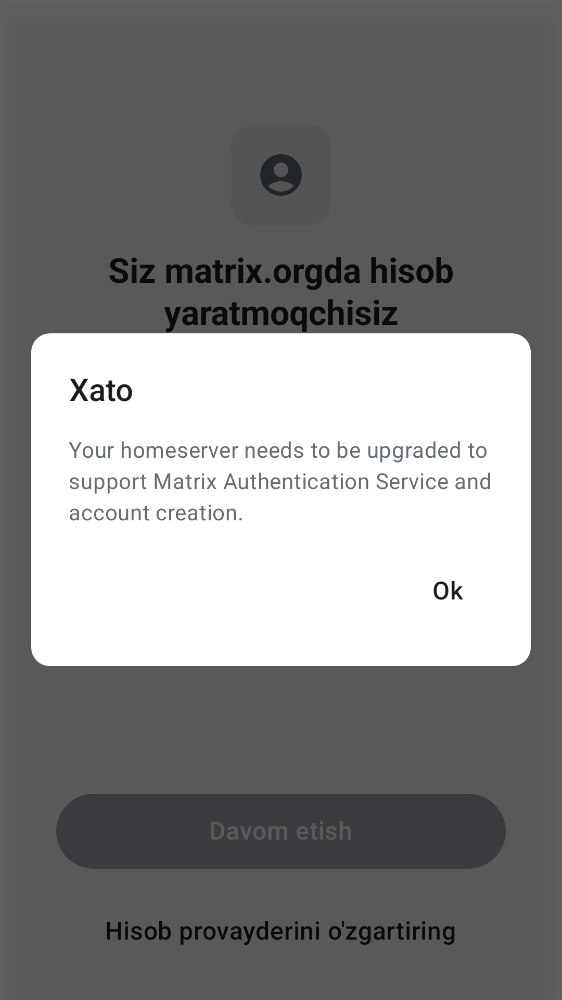 Siz matrix.orgda hisob
yaratmoqchisiz
Xato
Your homeserver needs to be upgraded to
support Matrix Authentication Service and
account creation.
Ok
Davom etish
Hisob provayderini o'zgartiring